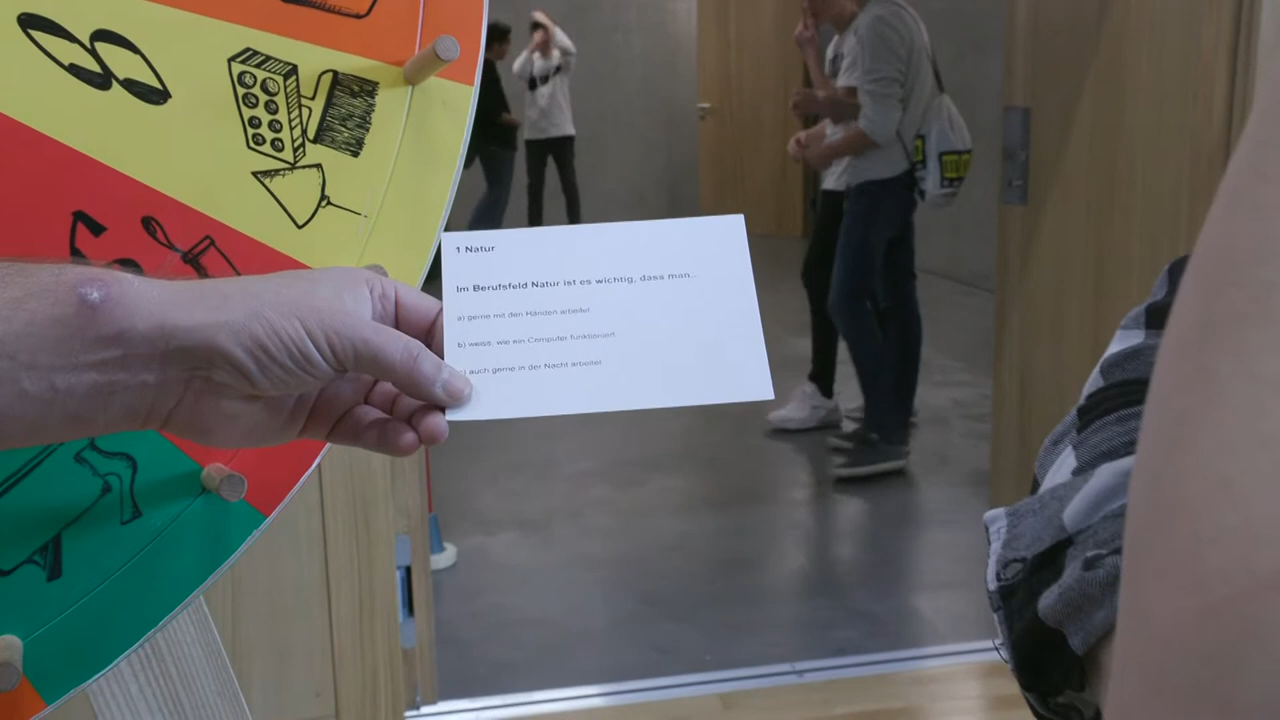 1 Natur
Im Berufsfeld Natur ist es wichtig, dass man...
a) gerne mit den Händen arbeitet.
b) weiss, wie ein Computer funktioniert.
c) auch gerne in der Nacht arbeitet.